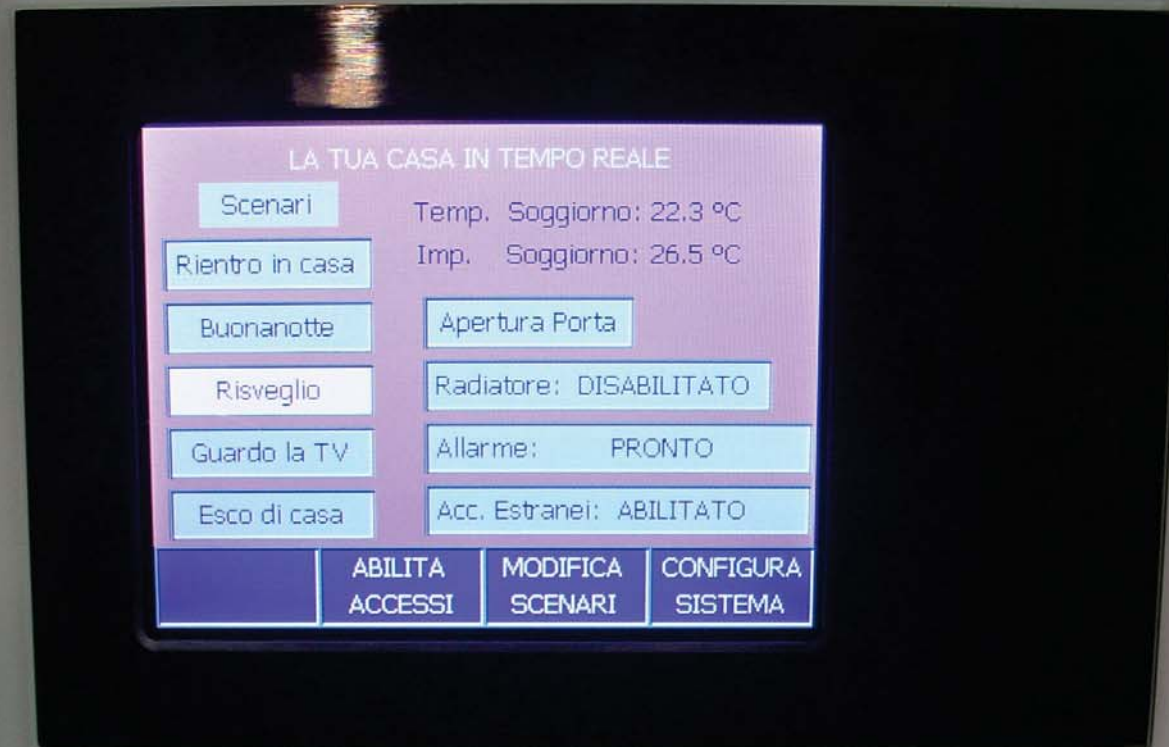 LA TUA CASA IN TEMPO REALE
Scenari
Temp. Soggiorno: 22.3 ºC
Rientro in casa
Imp. Soggiorno: 26.5 ºC
Buonanotte
Apertura Porta
Risveglio
Radiatore: DISABILITATO
Guardo la TV
Allarme: PRONTO
Esco di casa
Acc. Estranei: ABILITATO
ABILITA
ACCESSI
MODIFICA
SCENARI
CONFIGURA
SISTEMA